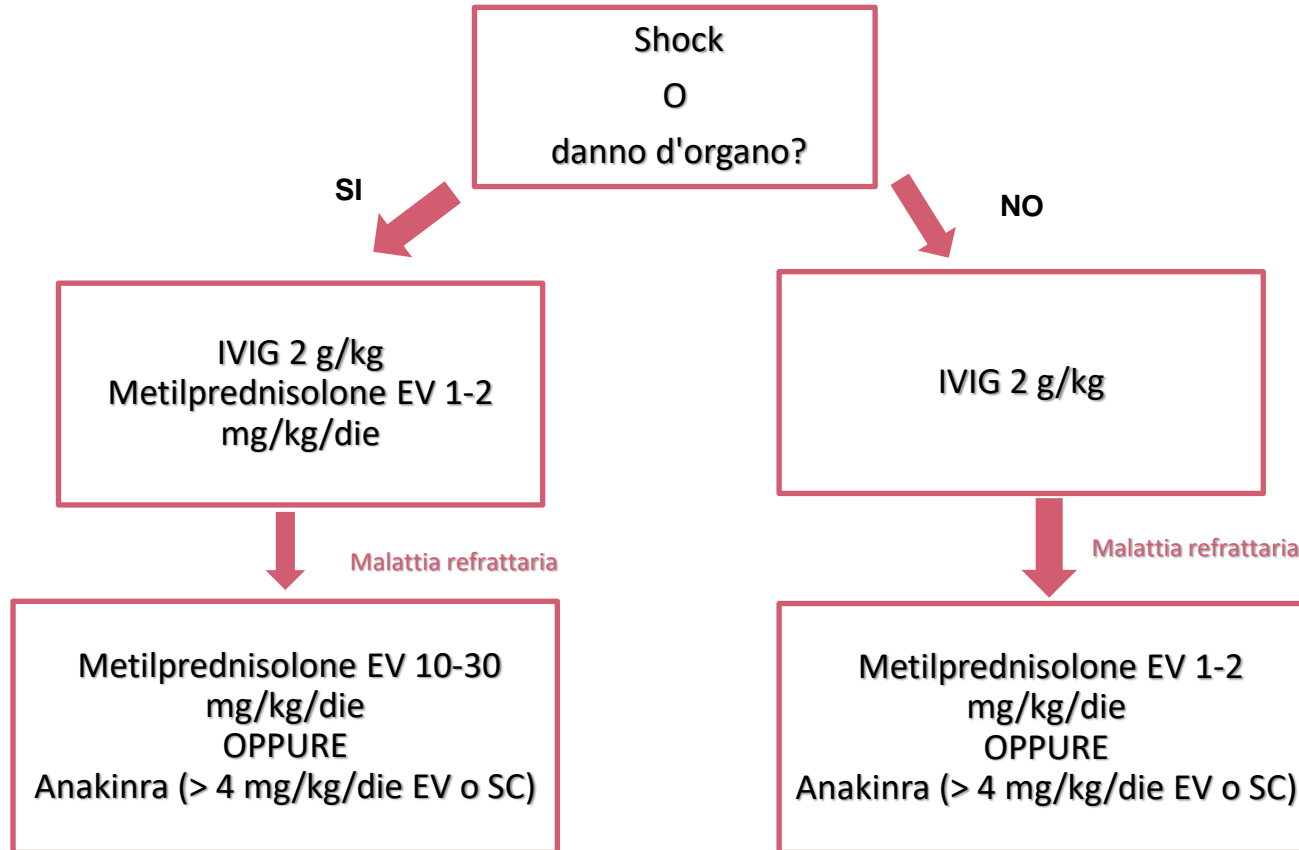 Shock
O
danno d'organo?
SI
NO
IVIG 2 g/kg
Metilprednisolone EV 1-2
mg/kg/die
IVIG 2 g/kg
Malattia refrattaria
Malattia refrattaria
Metilprednisolone EV 10-30
mg/kg/die
OPPURE
Anakinra (> 4 mg/kg/die EV o SC)
Metilprednisolone EV 1-2
mg/kg/die
OPPURE
Anakinra (> 4 mg/kg/die EV o SC)